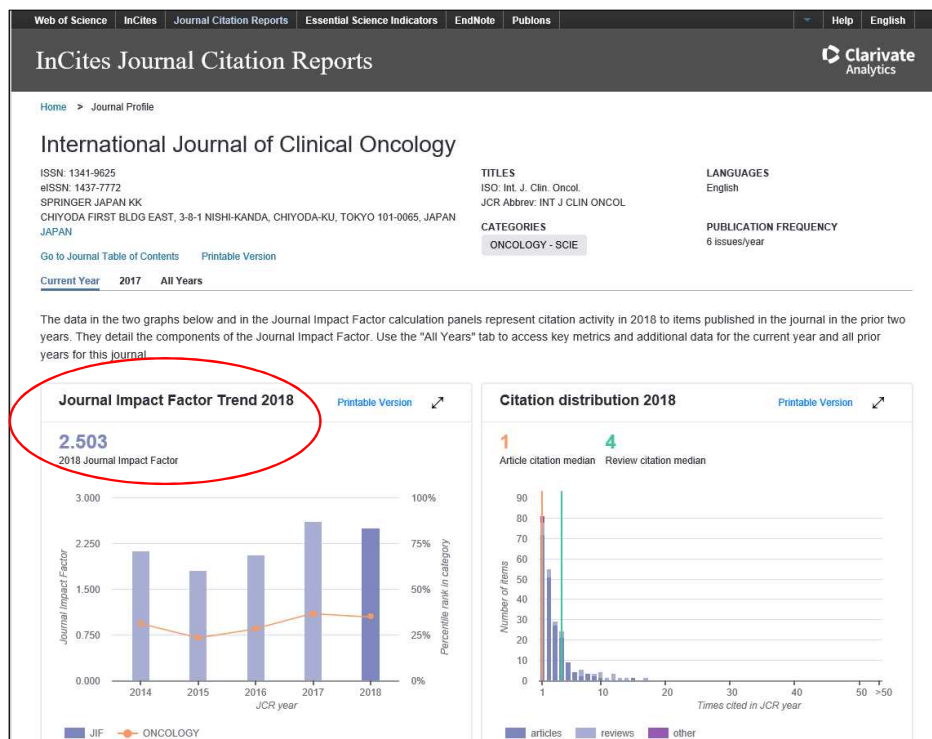 Web of Science InCites Journal Citation Reports Essential Science Indicators EndNote Publons Help English
InCites Journal Citation Reports
Clarivate
Analytics
Home > Journal Profile
International Journal of Clinical Oncology
ISSN: 1341-9625
eISSN: 1437-7772
SPRINGER JAPAN KK
CHIYODA FIRST BLDG EAST, 3-8-1 NISHI-KANDA, CHIYODA-KU, TOKYO 101-0065, JAPAN
JAPAN
Go to Journal Table of Contents Printable Version
TITLES
ISO: Int. J. Clin. Oncol.
JCR Abbrev: INT J CLIN ONCOL
CATEGORIES
ONCOLOGY - SCIE
LANGUAGES
English
PUBLICATION FREQUENCY
6 issues/year
Current Year 2017 All Years
The data in the two graphs below and in the Journal Impact Factor calculation panels represent citation activity in 2018 to items published in the journal in the prior two
years. They detail the components of the Journal Impact Factor. Use the "All Years" tab to access key metrics and additional data for the current year and all prior
years for this journal
Journal Impact Factor Trend 2018 Printable Version
2.503
2018 Journal Impact Factor
3.000
2.250
1.500
0.750
0.000
Journal Impact Factor
100%
75%
50%
25%
0%
Percentile rank in category
2014 2015 2016 2017 2018
JCR year
JIF ONCOLOGY
Citation distribution 2018 Printable Version
1 4
Article citation median Review citation median
90
80
70
60
50
40
30
20
10
0
Number of items
1 10 20 30 40 50 >50
Times cited in JCR year
articles reviews other